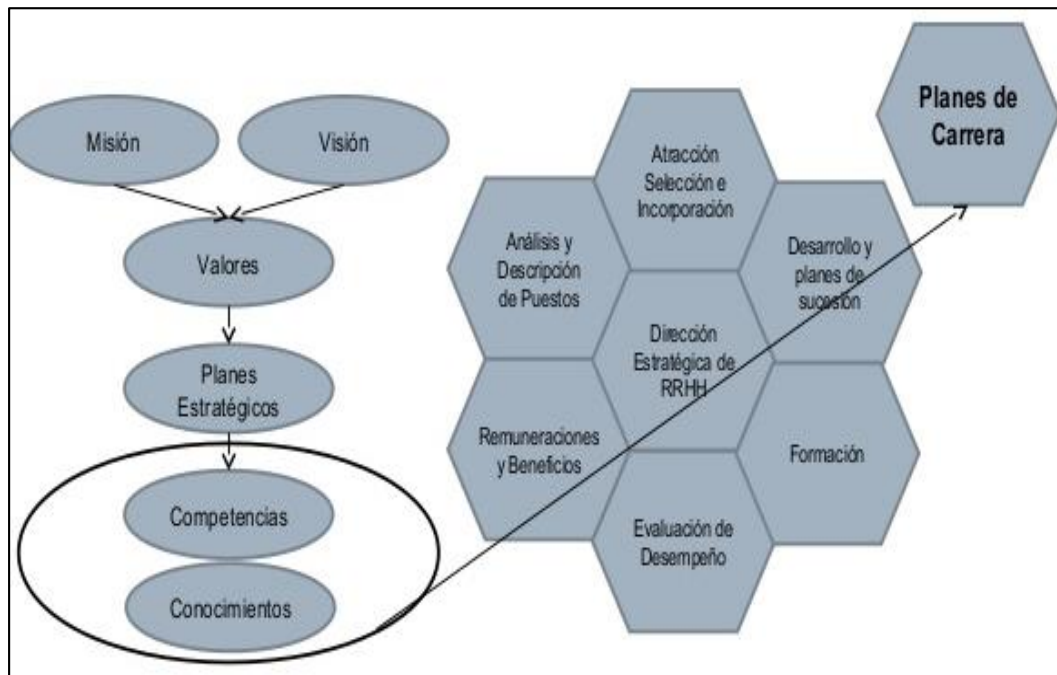 Misión
Visión
Valores
Planes
Estratégicos
Competencias
Conocimientos
Atracción
Selección e
Incorporación
Análisis y
Descripción
de Puestos
Desarrollo y
planes de
sucesión
Dirección
Estratégica de
RRHH
Remuneraciones
y Beneficios
Formación
Evaluación de
Desempeño
Planes de
Carrera